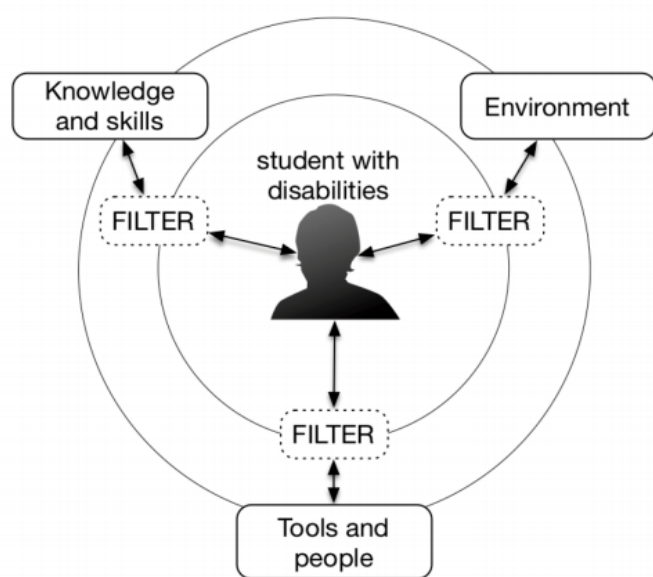 Knowledge
and skills
Environment
student with
disabilities
FILTER
FILTER
FILTER
Tools and
people